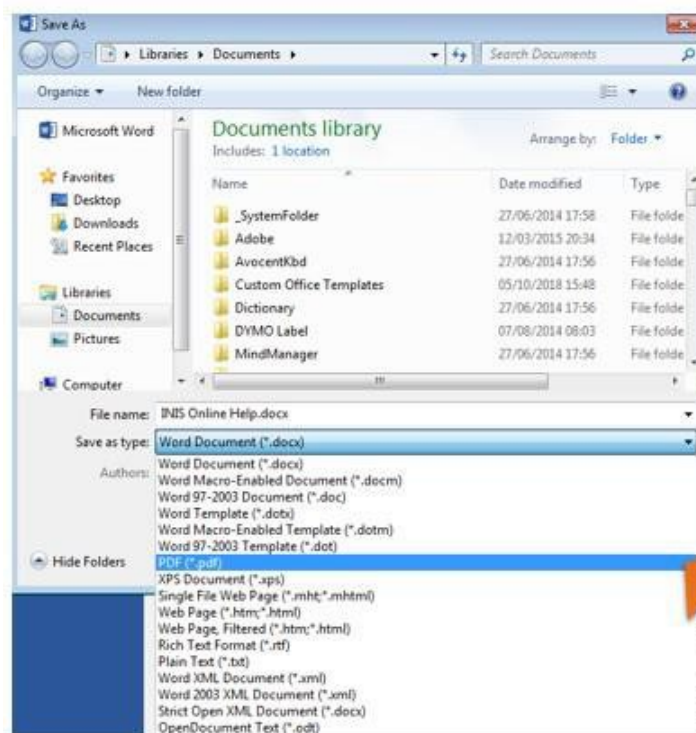 Save As
Libraries Documents Search Documents
Organize New folder
Microsoft Word
Favorites
Desktop
Downloads
Recent Places
Libraries
Documents
Pictures
Computer
Documents library
Includes: 1 location
Arrange by: Folder
Name Date modified Type
_SystemFolder 27/06/2014 17:58 File folde
Adobe 12/03/2015 20:34 File folde
AvocentKbd 27/06/2014 17:56 File folde
Custom Office Templates 05/10/2018 15:48 File folde
Dictionary 27/06/2014 17:56 File folde
DYMO Label 07/08/2014 08:03 File folde
MindManager 27/06/2014 17:56 File folde
File name: INIS Online Help.docx
Save as type: Word Document (*.docx)
Authors:
Word Document (*.docx)
Word Macro-Enabled Document (*.docm)
Word 97-2003 Document (*.doc)
Word Template (*.dotx)
Word Macro-Enabled Template (*.dotm)
Word 97-2003 Template (*.dot)
Hide Folders
PDF (*.pdf)
XPS Document (*.xps)
Single File Web Page (*.mht;*.mhtml)
Web Page (*.htm;*.html)
Web Page, Filtered (*.htm;*.html)
Rich Text Format (*.rtf)
Plain Text (*.txt)
Word XML Document (*.xml)
Word 2003 XML Document (*.xml)
Strict Open XML Document (*.docx)
OpenDocument Text (*.odt)